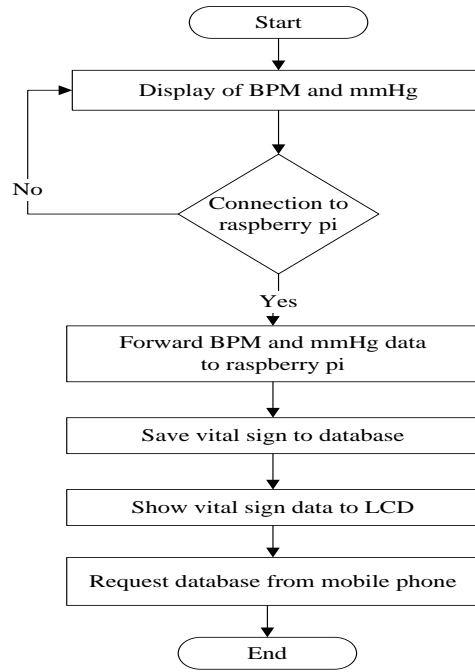 Start
Display of BPM and mmHg
No
Connection to
raspberry pi
Yes
Forward BPM and mmHg data
to raspberry pi
Save vital sign to database
Show vital sign data to LCD
Request database from mobile phone
End